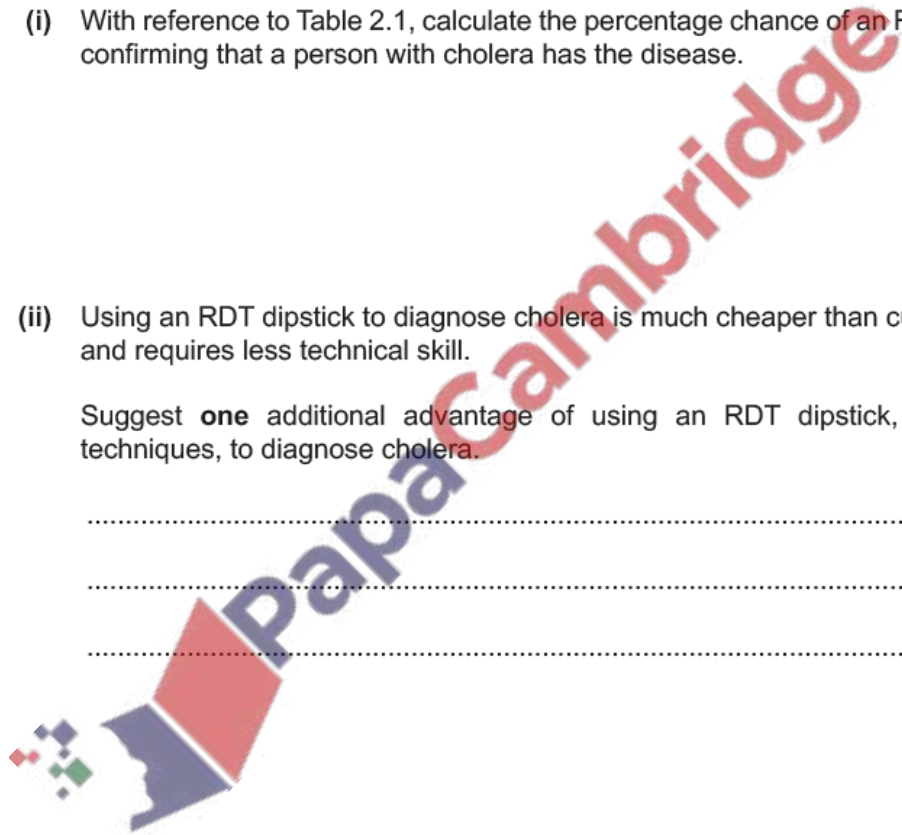 (i) With reference to Table 2.1, calculate the percentage chance of an
confirming that a person with cholera has the disease.
(ii) Using an RDT dipstick to diagnose cholera is much cheaper than
and requires less technical skill.
Suggest one additional advantage of using an RDT dipstick,
techniques, to diagnose cholera.
PapaCambridge